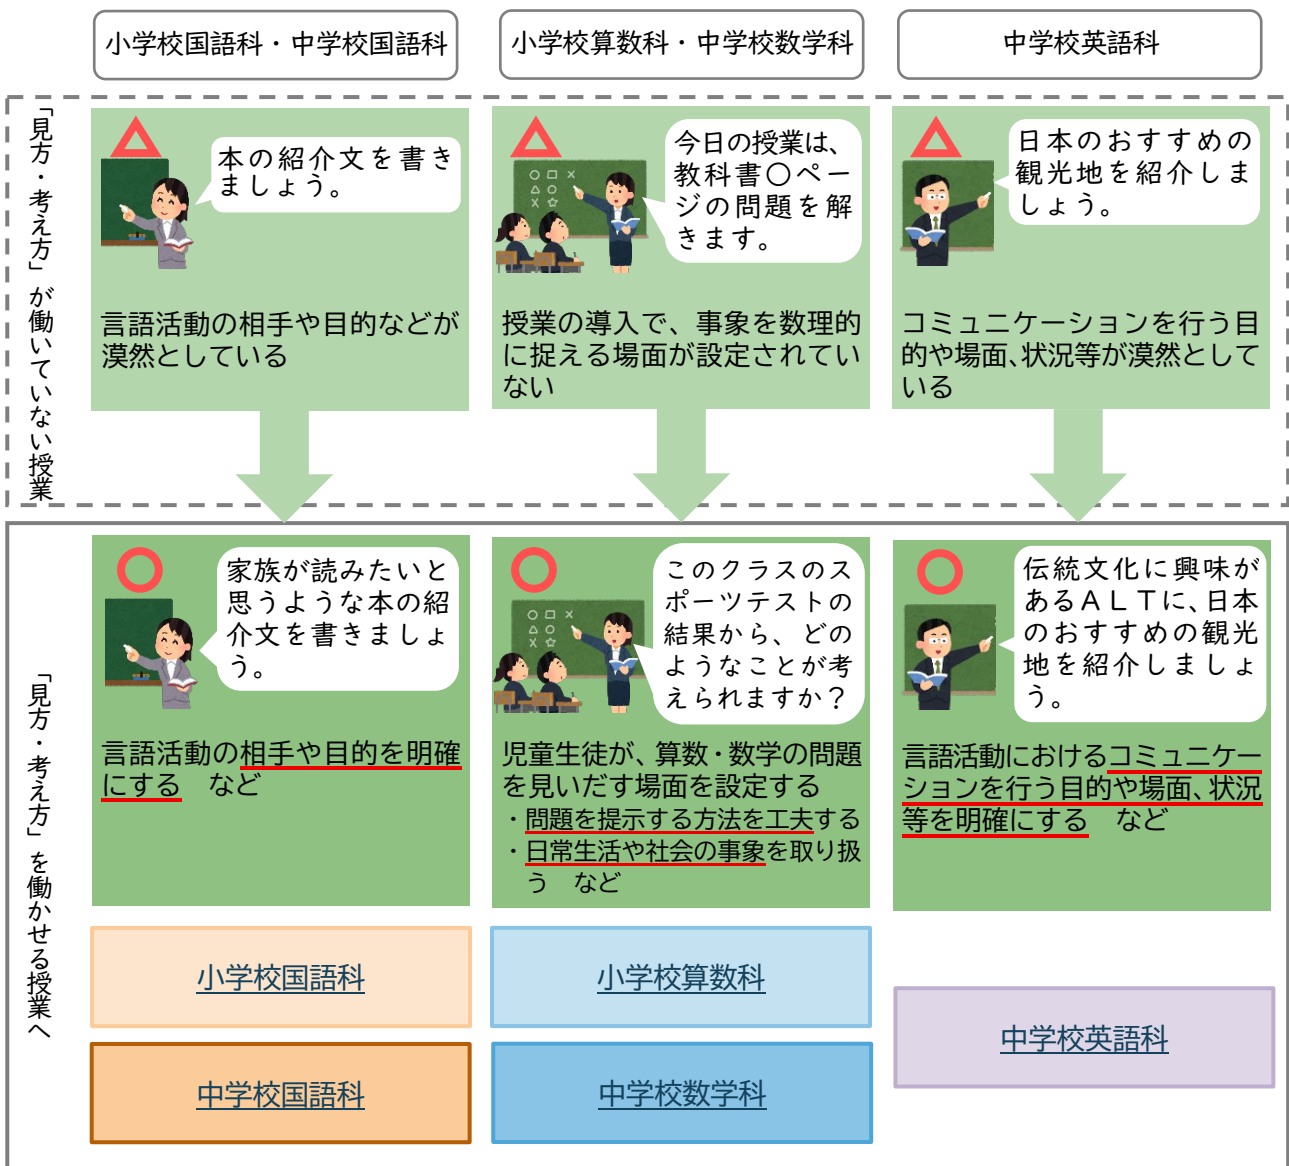 小学校国語科・中学校国語科
小学校算数科・中学校数学科
中学校英語科
「見方・考え方」が働いていない授業
本の紹介文を書き
ましょう。
言語活動の相手や目的などが
漠然としている
今日の授業は、
教科書〇ペー
ジの問題を解
きます。
授業の導入で、事象を数理的
に捉える場面が設定されてい
ない
日本のおすすめの
観光地を紹介しま
しょう。
コミュニケーションを行う目
的や場面、状況等が漠然として
いる
「見方・考え方」を働かせる授業へ
家族が読みたいと
思うような本の紹
介文を書きましょ
う。
言語活動の相手や目的を明確
にする　など
このクラスのス
ポーツテストの
結果から、どの
ようなことが考
えられますか？
児童生徒が、算数・数学の問題
を見いだす場面を設定する
・問題を提示する方法を工夫する
・日常生活や社会の事象を取り扱
う　など
伝統文化に興味が
あるＡＬＴに、日本
のおすすめの観光
地を紹介しましょ
う。
言語活動におけるコミュニケー
ションを行う目的や場面、状況
等を明確にする　など
小学校国語科
中学校国語科
小学校算数科
中学校数学科
中学校英語科